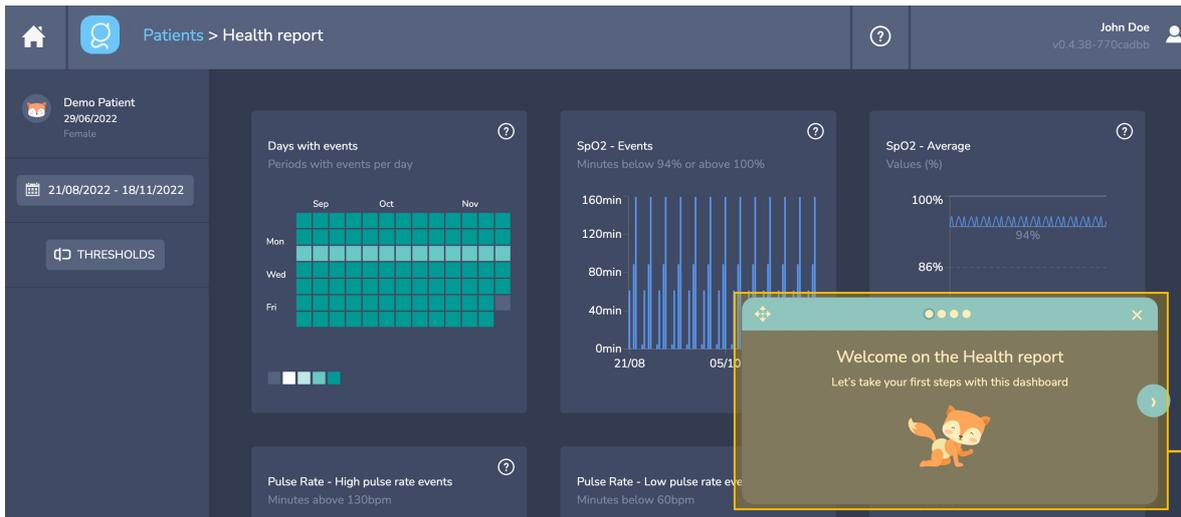 Patients > Health report
John Doe
v0.4.38-770cadbb
Demo Patient
29/06/2022
Female
21/08/2022 - 18/11/2022
THRESHOLDS
Days with events
Periods with events per day
Sep Oct Nov
Mon
Wed
Fri
SpO2 - Events
Minutes below 94% or above 100%
160min
120min
80min
40min
0min
21/08 05/10
SpO2 - Average
Values (%)
100%
94%
86%
Welcome on the Health report
Let's take your first steps with this dashboard
Pulse Rate - High pulse rate events
Minutes above 130bpm
Pulse Rate - Low pulse rate eve
Minutes below 60bpm